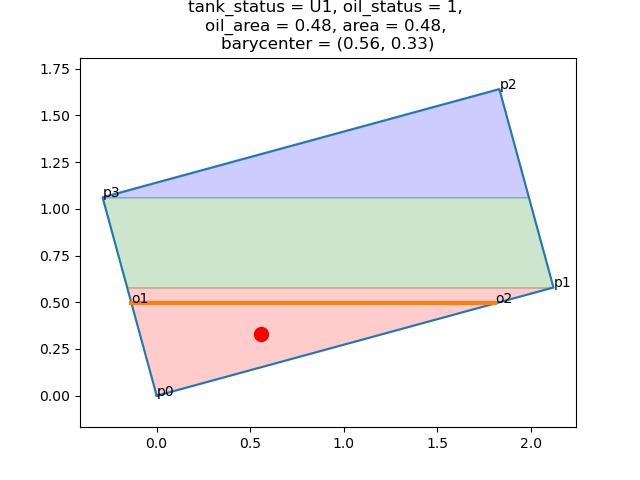 tank_status = U1, oil_status = 1,
oil_area = 0.48, area = 0.48,
barycenter = (0.56, 0.33)
1.75
p2
1.50
1.25
p3
1.00
0.75
p1
0.50
o1
o2
0.25
p0
0.00
0.0
0.5
1.0
1.5
2.0